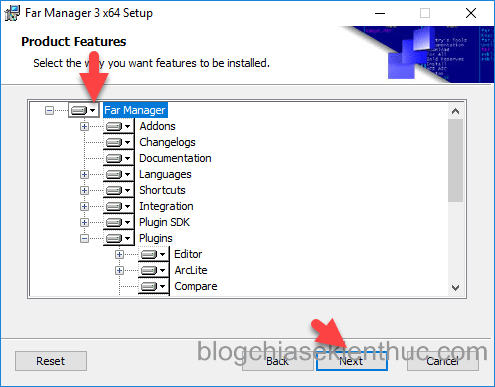 Far Manager 3 x64 Setup
Product Features
Select the way you want features to be installed.
Far Manager
Addons
Changelogs
Documentation
Languages
Shortcuts
Integration
Plugin SDK
Plugins
Editor
ArcLite
Compare
blogchiasekienthuc.com
Reset
Back
Next
Cancel